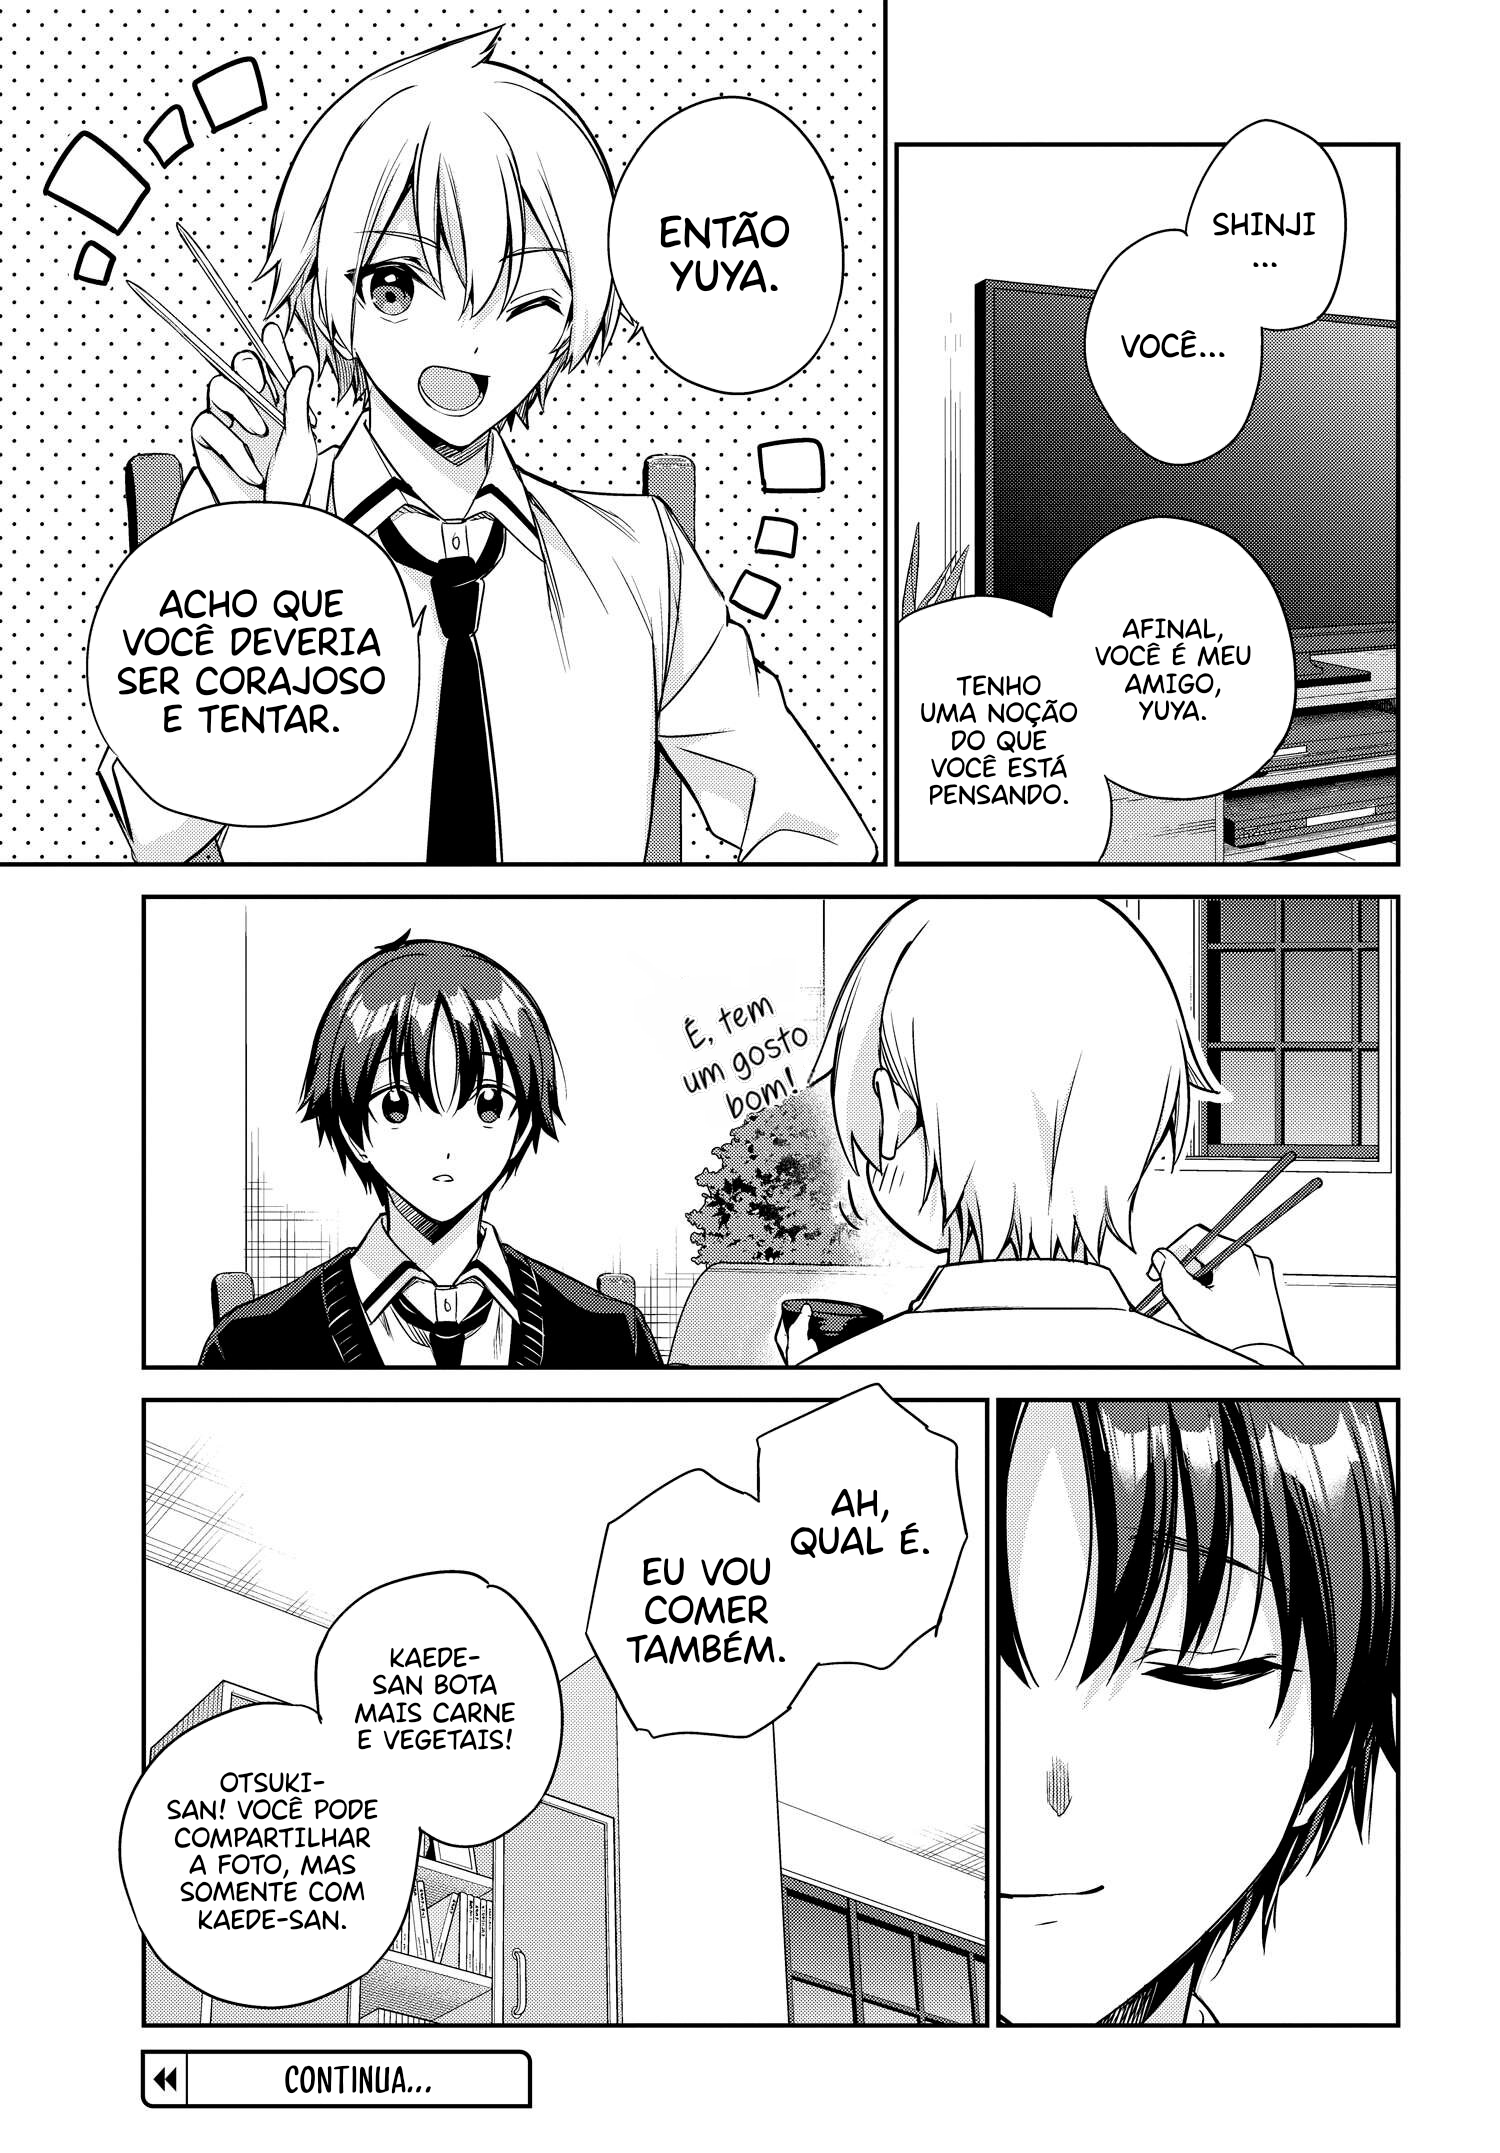 SHINJI
...
VOCÊ...
AFINAL,
VOCÊ É MEU
AMIGO,
YUYA.
TENHO
UMA NOÇÃO
DO QUE
VOCÊ ESTÁ
PENSANDO.
ENTÃO
YUYA.
ACHO QUE
VOCÊ DEVERIA
SER CORAJOSO
E TENTAR.
É, tem
um gosto
bom!
AH,
QUAL É.
EU VOU
COMER
TAMBÉM.
KAEDE-
SAN BOTA
MAIS CARNE
E VEGETAIS!
OTSUKI-
SAN! VOCÊ PODE
COMPARTILHAR
A FOTO, MAS
SOMENTE COM
KAEDE-SAN.
CONTINUA...